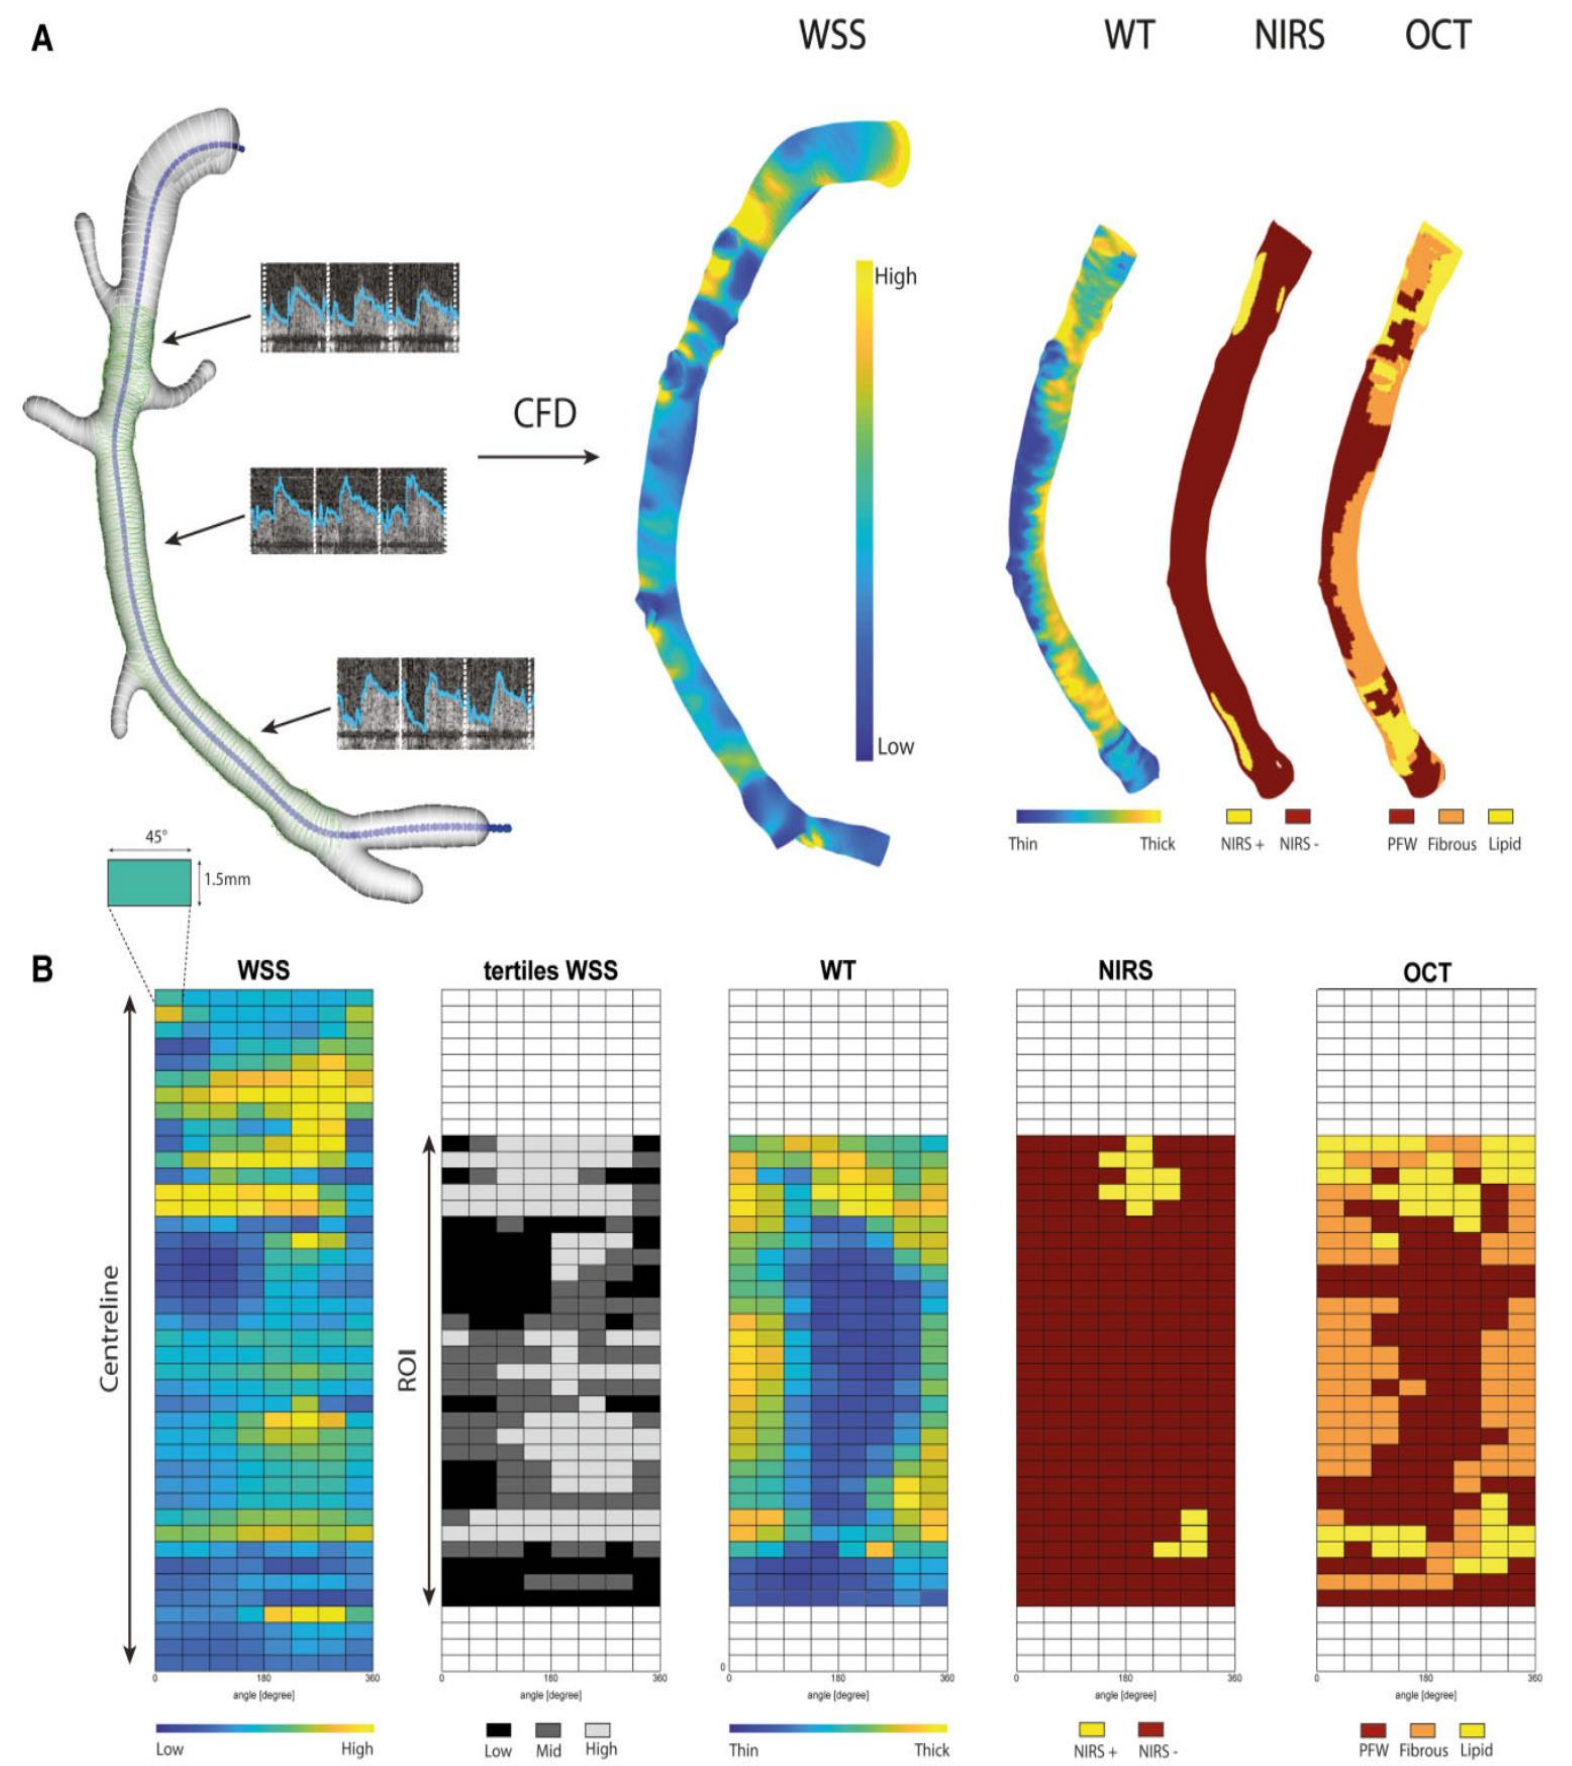 A
WSS
WT
NIRS
OCT
High
CFD
Low
Thin
Thick
NIRS +
NIRS -
PFW
Fibrous
Lipid
45°
1.5mm
B
WSS
tertiles WSS
WT
NIRS
OCT
Centreline
ROI
0
0
180
360
0
180
360
0
180
360
0
180
360
0
180
360
angle [degree]
angle [degree]
angle [degree]
angle [degree]
angle [degree]
Low
High
Low
Mid
High
Thin
Thick
NIRS +
NIRS -
PFW
Fibrous
Lipid